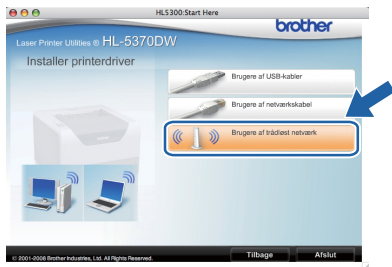 HL5300:Start Here
brother
Laser Printer Utilities ® HL-5370DW
Installer printerdriver
Brugere af USB-kabler
Brugere af netværkskabel
Brugere af trådløst netværk
© 2001-2008 Brother Industries, Ltd. All Rights Reserved.
Tilbage
Afslut